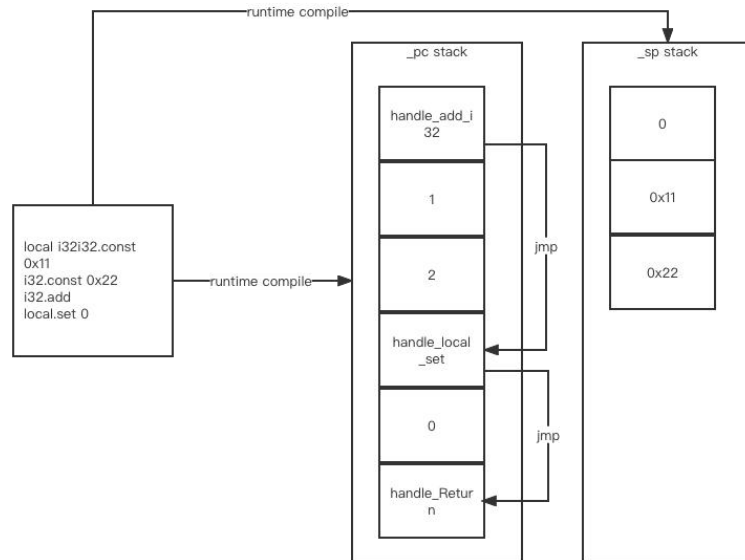 runtime compile
_pc stack
_sp stack
handle_add_i
32
0
1
0x11
local i32i32.const
0x11
i32.const 0x22
i32.add
local.set 0
jmp
runtime compile
2
0x22
handle_local
_set
0
jmp
handle_Retur
n